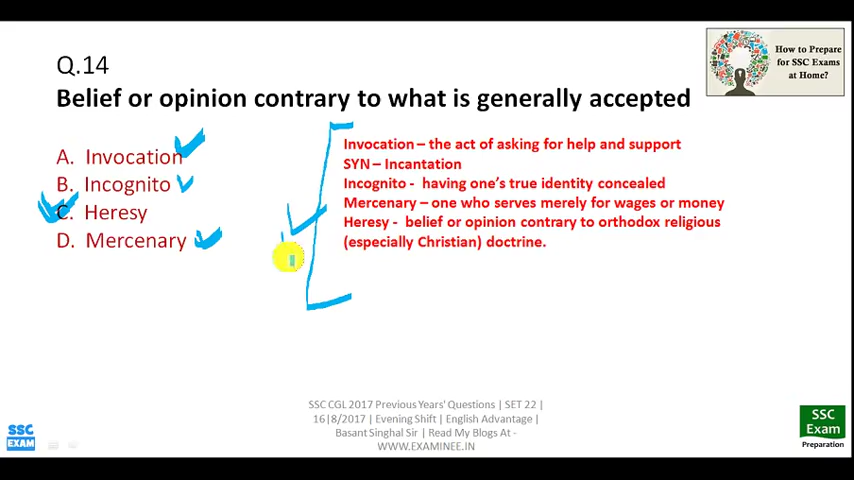 Q.14
Belief or opinion contrary to what is generally accepted
How to Prepare
for SSC Exams
at Home?
A. Invocation
B. Incognito
C. Heresy
D. Mercenary
Invocation – the act of asking for help and support
SYN – Incantation
Incognito - having one's true identity concealed
Mercenary – one who serves merely for wages or money
Heresy - belief or opinion contrary to orthodox religious
(especially Christian) doctrine.
SSC CGL 2017 Previous Years' Questions | SET 22 |
16|8/2017 | Evening Shift | English Advantage |
Basant Singhal Sir | Read My Blogs At -
WWW.EXAMINEE.IN
SSC
EXAM
SSC
Exam
Preparation